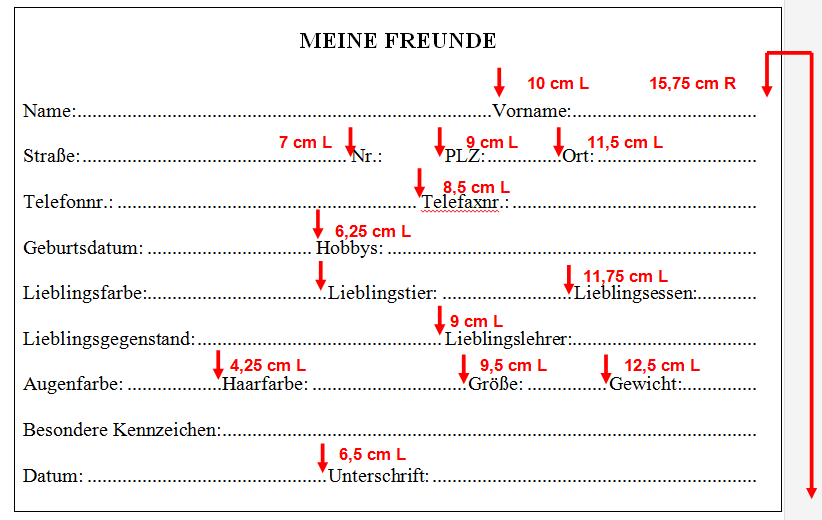 MEINE FREUNDE
10 cm L 15,75 cm R
Name:..........Vorname:..........
7 cm L 9 cm L 11,5 cm L
Straße: ..........Nr.: PLZ:..........Ort: ..........
8,5 cm L
Telefonnr.: .......... Telefaxnr.: ..........
6,25 cm L
Geburtsdatum: .......... Hobbys: ..........
11,75 cm L
Lieblingsfarbe:..........Lieblingstier: ..........Lieblingsessen:..........
9 cm L
Lieblingsgegenstand: ..........Lieblingslehrer:..........
4,25 cm L 9,5 cm L 12,5 cm L
Augenfarbe: ..........Haarfarbe: ..........Größe: ..........Gewicht:..........
Besondere Kennzeichen:..........
6,5 cm L
Datum: ..........Unterschrift: ..........